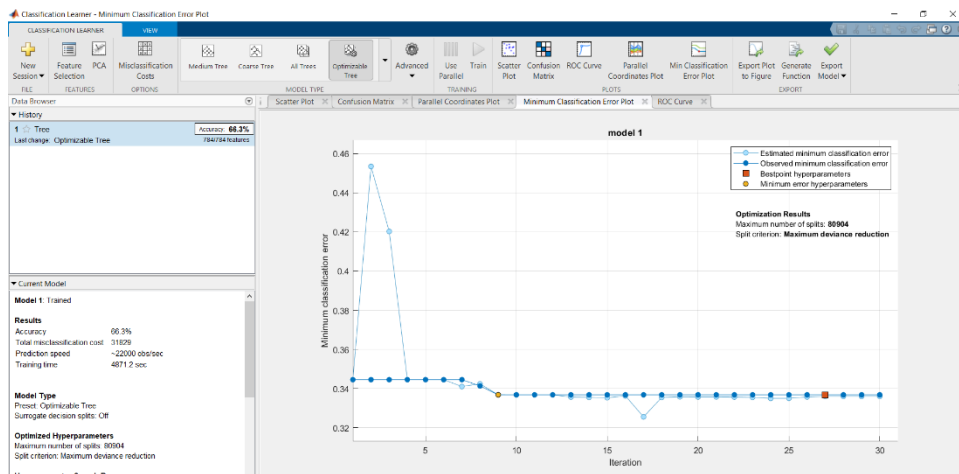 Classification Learner - Minimum Classification Error Plot
CLASSIFICATION LEARNER VIEW
New Session
Feature Selection
PCA
Misclassification Costs
Medium Tree
Coarse Tree
All Trees
Optimizable Tree
Advanced
Use Parallel
Train
Scatter Plot
Confusion Matrix
ROC Curve
Parallel Coordinates Plot
Min Classification Error Plot
Export Plot to Figure
Generate Function
Export Model
FILE FEATURES OPTIONS MODEL TYPE TRAINING PLOTS EXPORT
Data Browser
Scatter Plot Confusion Matrix Parallel Coordinates Plot Minimum Classification Error Plot ROC Curve
History
1 Tree Accuracy: 66.3%
Last change: Optimizable Tree 784/784 features
Current Model
Model 1: Trained
Results
Accuracy 66.3%
Total misclassification cost 31829
Prediction speed ~22000 obs/sec
Training time 4871.2 sec
Model Type
Preset: Optimizable Tree
Surrogate decision splits: Off
Optimized Hyperparameters
Maximum number of splits: 80904
Split criterion: Maximum deviance reduction
model 1
Estimated minimum classification error
Observed minimum classification error
Bestpoint hyperparameters
Minimum error hyperparameters
Optimization Results
Maximum number of splits: 80904
Split criterion: Maximum deviance reduction
Minimum classification error
0.46
0.44
0.42
0.4
0.38
0.36
0.34
0.32
5 10 15 20 25 30
Iteration